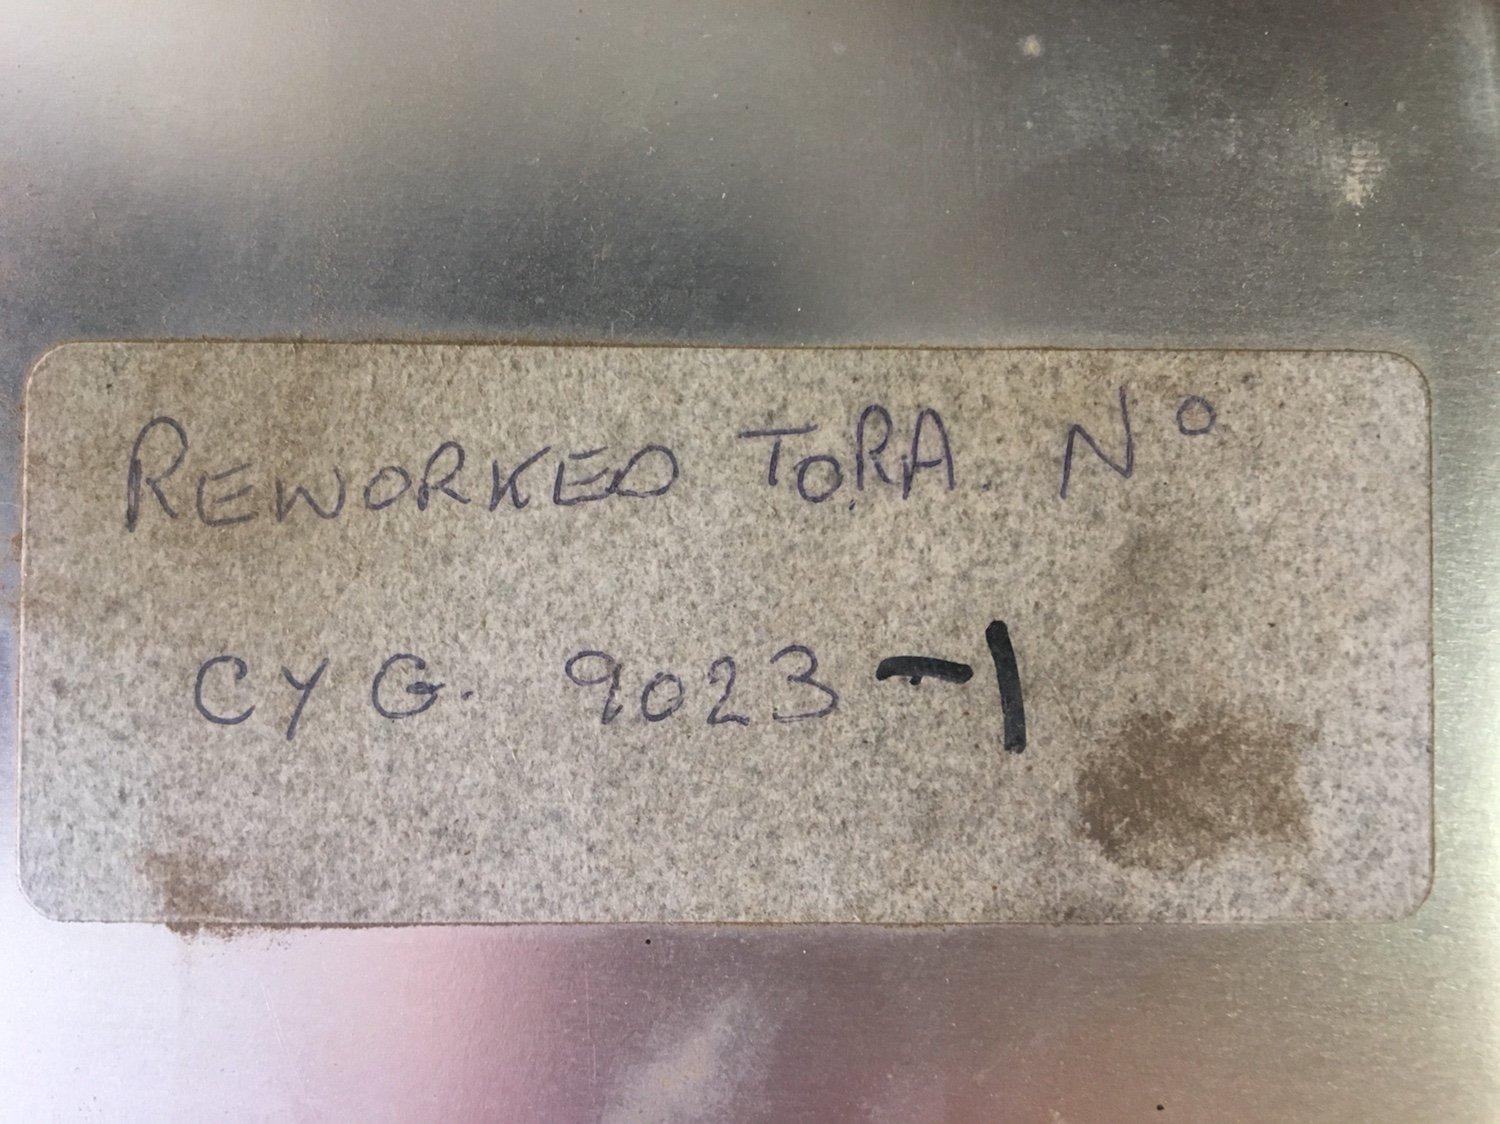 REWORKED TORA. Nº
CYG. 9023-1